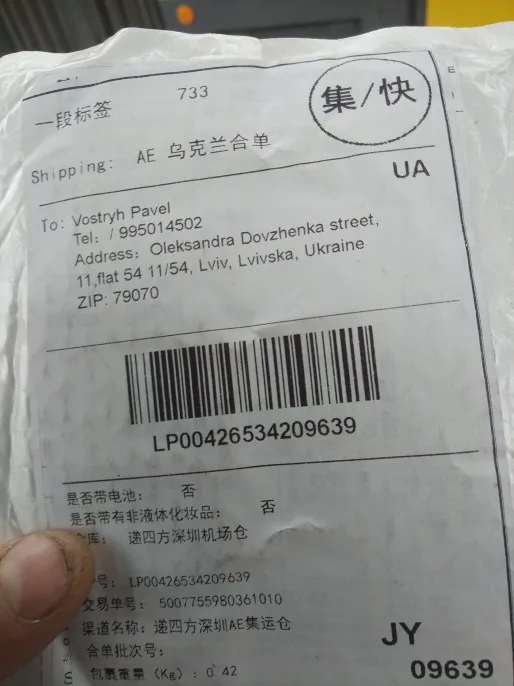 一段标签
733
集/快
Shipping: AE 乌克兰合单
UA
To: Vostryh Pavel
Tel: / 995014502
Address: Oleksandra Dovzhenka street,
11,flat 54 11/54, Lviv, Lvivska, Ukraine
ZIP: 79070
LP00426534209639
是否带电池: 否
是否带有非液体化妆品: 否
库: 递四方深圳机场仓
号: LP00426534209639
交易单号: 5007755980361010
渠道名称: 递四方深圳AE集运仓
合单批次号:
JY
包裹重量 (Kg) : 0.42
09639